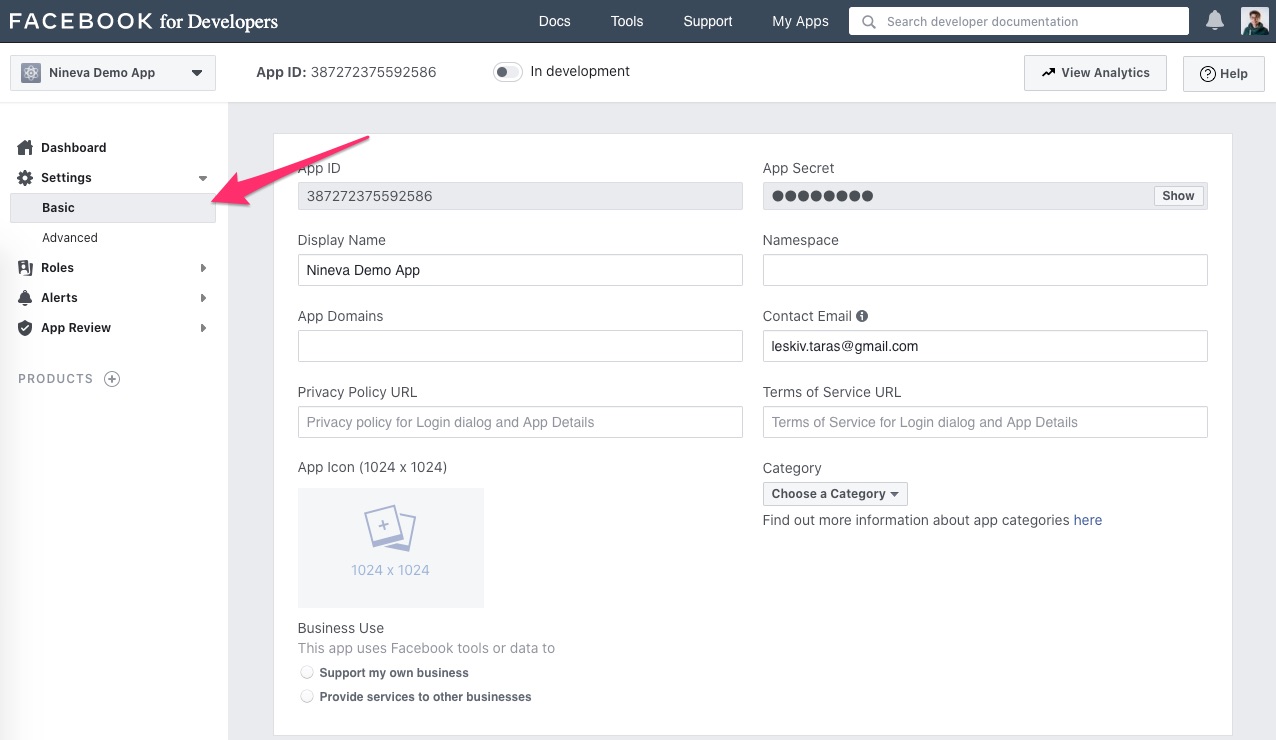 FACEBOOK for Developers
Docs
Tools
Support
My Apps
Search developer documentation
Nineva Demo App
App ID: 387272375592586
In development
View Analytics
Help
Dashboard
Settings
Basic
Advanced
Roles
Alerts
App Review
PRODUCTS
App ID
387272375592586
App Secret
Show
Display Name
Nineva Demo App
Namespace
App Domains
Contact Email
leskiv.taras@gmail.com
Privacy Policy URL
Privacy policy for Login dialog and App Details
Terms of Service URL
Terms of Service for Login dialog and App Details
App Icon (1024 x 1024)
1024 x 1024
Category
Choose a Category
Find out more information about app categories here
Business Use
This app uses Facebook tools or data to
Support my own business
Provide services to other businesses